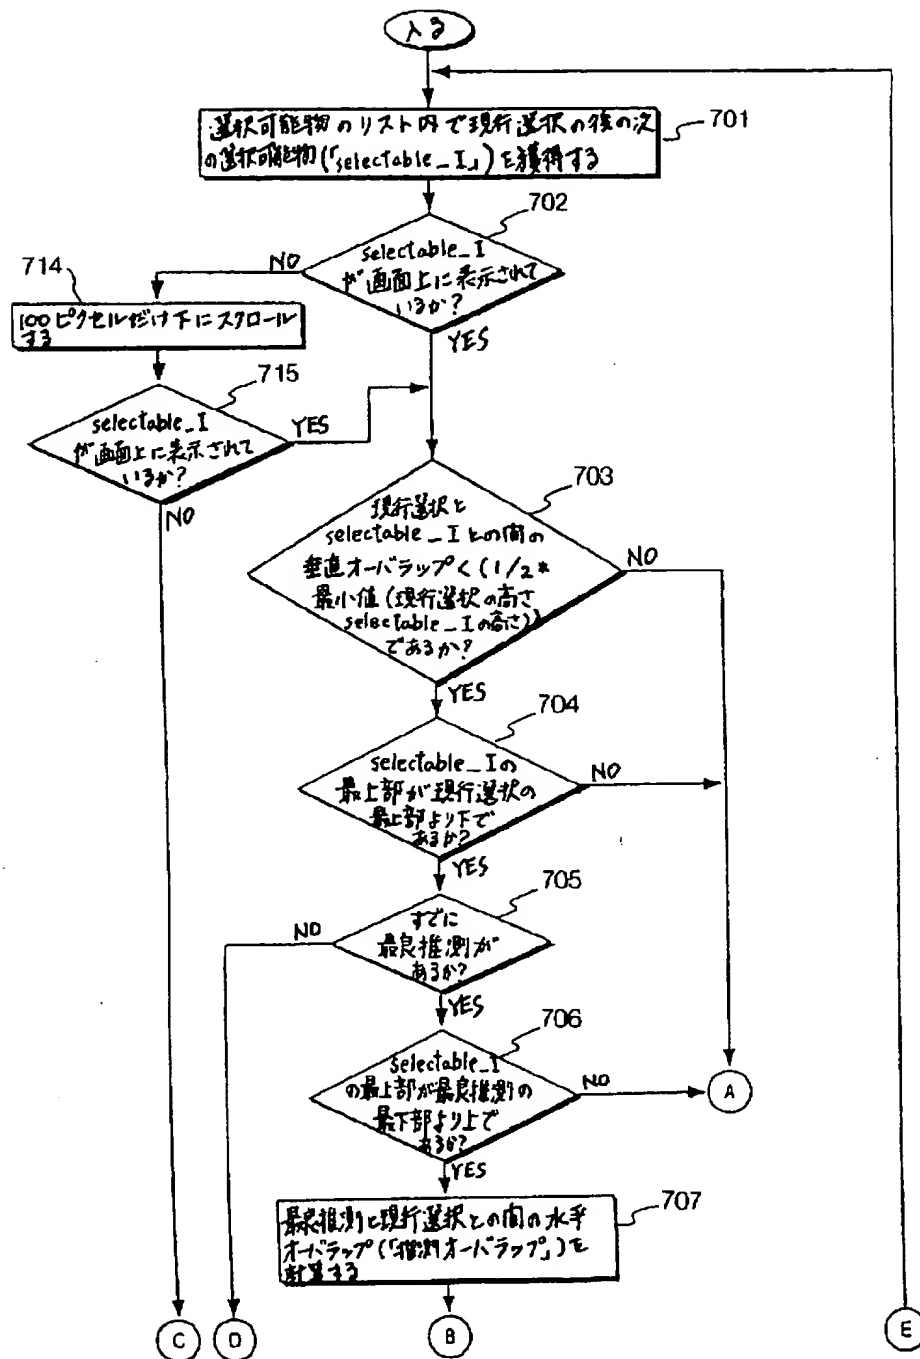 入る
選択可能物のリスト内で現行選択の後の次
の選択可能物(「selectable_I」)を獲得する
701
702
selectable_I
が画面上に表示されて
いるか?
NO
YES
714
100ピクセルだけ下にスクロール
する
715
selectable_I
が画面上に表示されて
いるか?
YES
NO
703
現行選択と
selectable_Iとの間の
垂直オーバラップ<(1/2*
最小値(現行選択の高さ
selectable_Iの高さ))
であるか?
NO
YES
704
selectable_Iの
最上部が現行選択の
最上部より下で
あるか?
NO
YES
705
すでに
最良推測が
あるか?
NO
YES
706
selectable_I
の最上部が最良推測の
最下部より上で
あるか?
NO
YES
A
707
最良推測と現行選択との間の水平
オーバラップ(「推測オーバラップ」)を
計算する
C
D
B
E